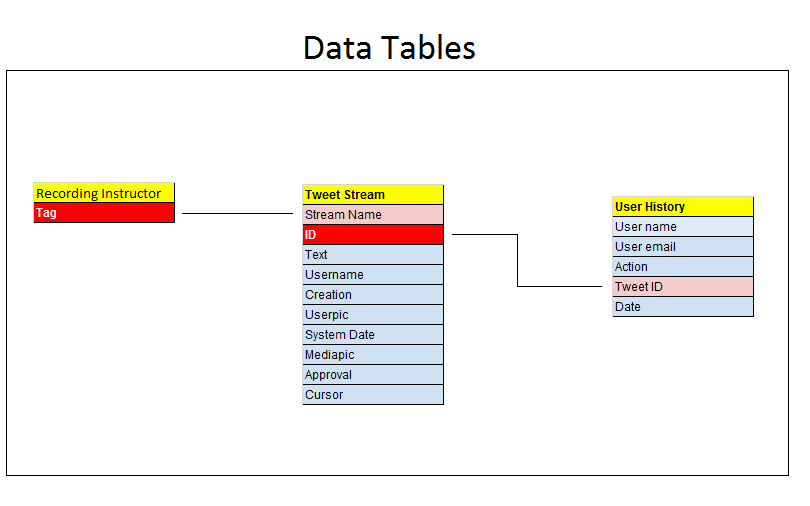 Data Tables
Recording Instructor
Tag
Tweet Stream
Stream Name
ID
Text
Username
Creation
Userpic
System Date
Mediapic
Approval
Cursor
User History
User name
User email
Action
Tweet ID
Date